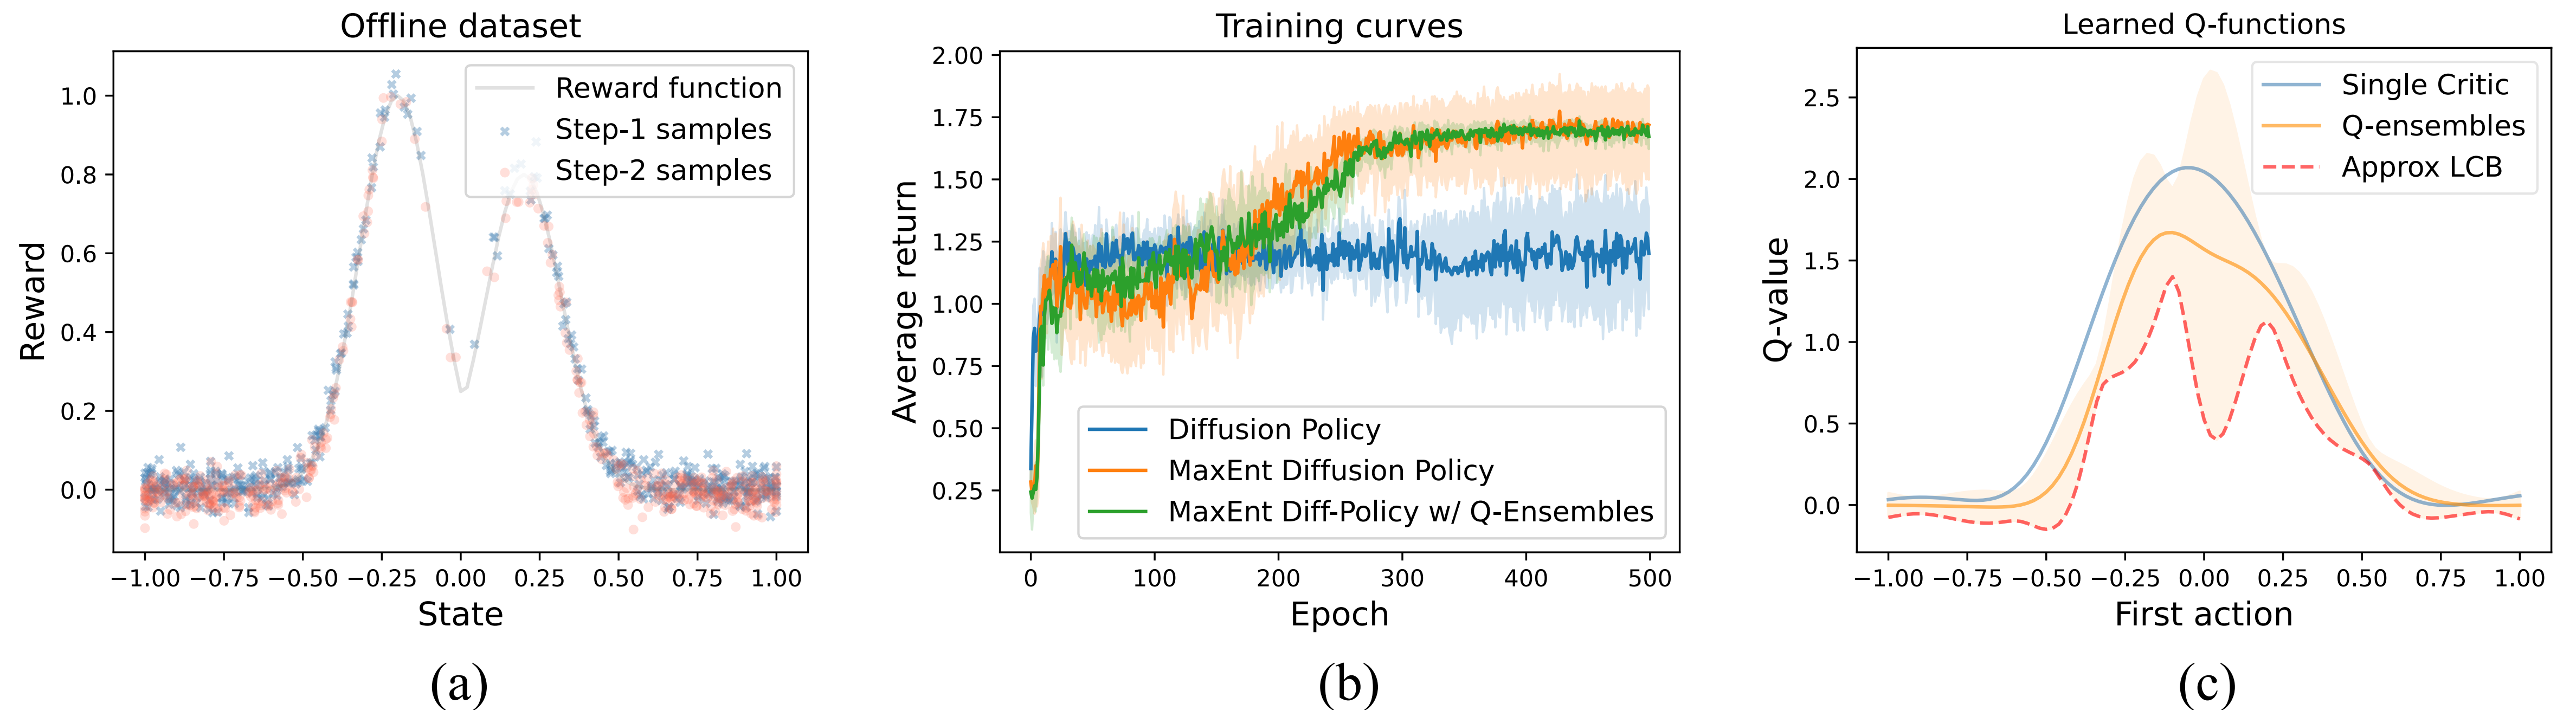 Offline dataset
Reward function
Step-1 samples
Step-2 samples
Reward
1.0
0.8
0.6
0.4
0.2
0.0
−1.00 −0.75 −0.50 −0.25 0.00 0.25 0.50 0.75 1.00
State
(a)
Training curves
Average return
2.00
1.75
1.50
1.25
1.00
0.75
0.50
0.25
Diffusion Policy
MaxEnt Diffusion Policy
MaxEnt Diff-Policy w/ Q-Ensembles
0 100 200 300 400 500
Epoch
(b)
Learned Q-functions
Single Critic
Q-ensembles
Approx LCB
Q-value
2.5
2.0
1.5
1.0
0.5
0.0
−1.00 −0.75 −0.50 −0.25 0.00 0.25 0.50 0.75 1.00
First action
(c)